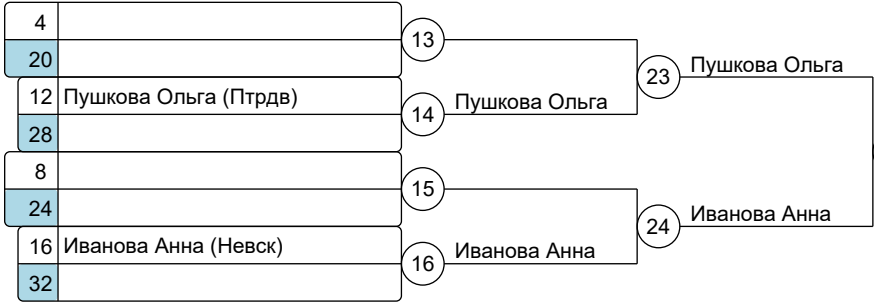 4
13
20
23 Пушкова Ольга
12 Пушкова Ольга (Птрдв)
14 Пушкова Ольга
28
8
15
24
24 Иванова Анна
16 Иванова Анна (Невск)
16 Иванова Анна
32